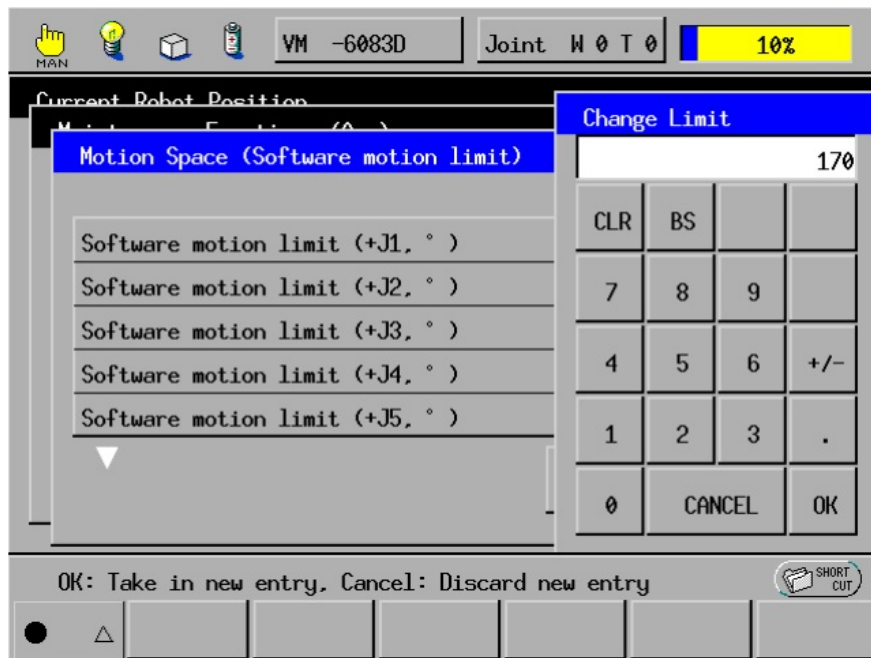 MAN
VM -6083D
Joint W 0 T 0
10%
Current Robot Position
Change Limit
Motion Space (Software motion limit)
170
Software motion limit (+J1, ° )
Software motion limit (+J2, ° )
Software motion limit (+J3, ° )
Software motion limit (+J4, ° )
Software motion limit (+J5, ° )
CLR BS
7 8 9
4 5 6 +/-
1 2 3 .
0 CANCEL OK
OK: Take in new entry, Cancel: Discard new entry
SHORT
CUT